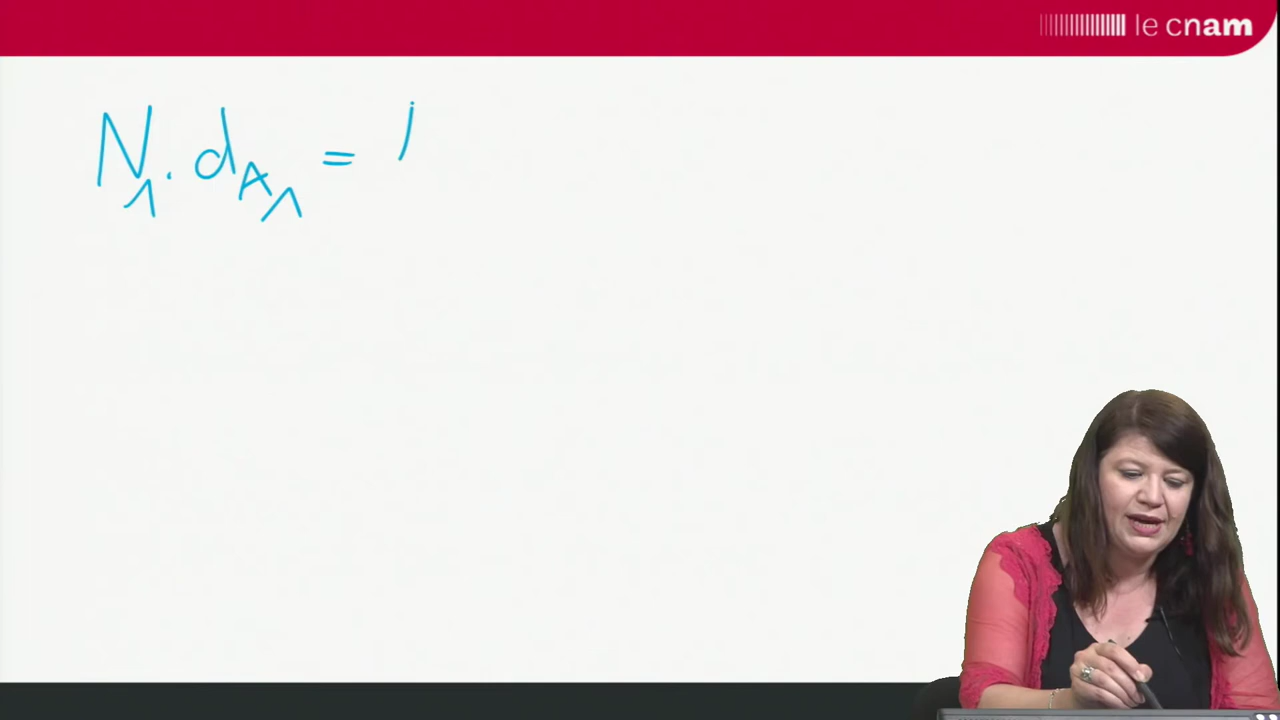 le cnam
N₁ · d_A₁ =